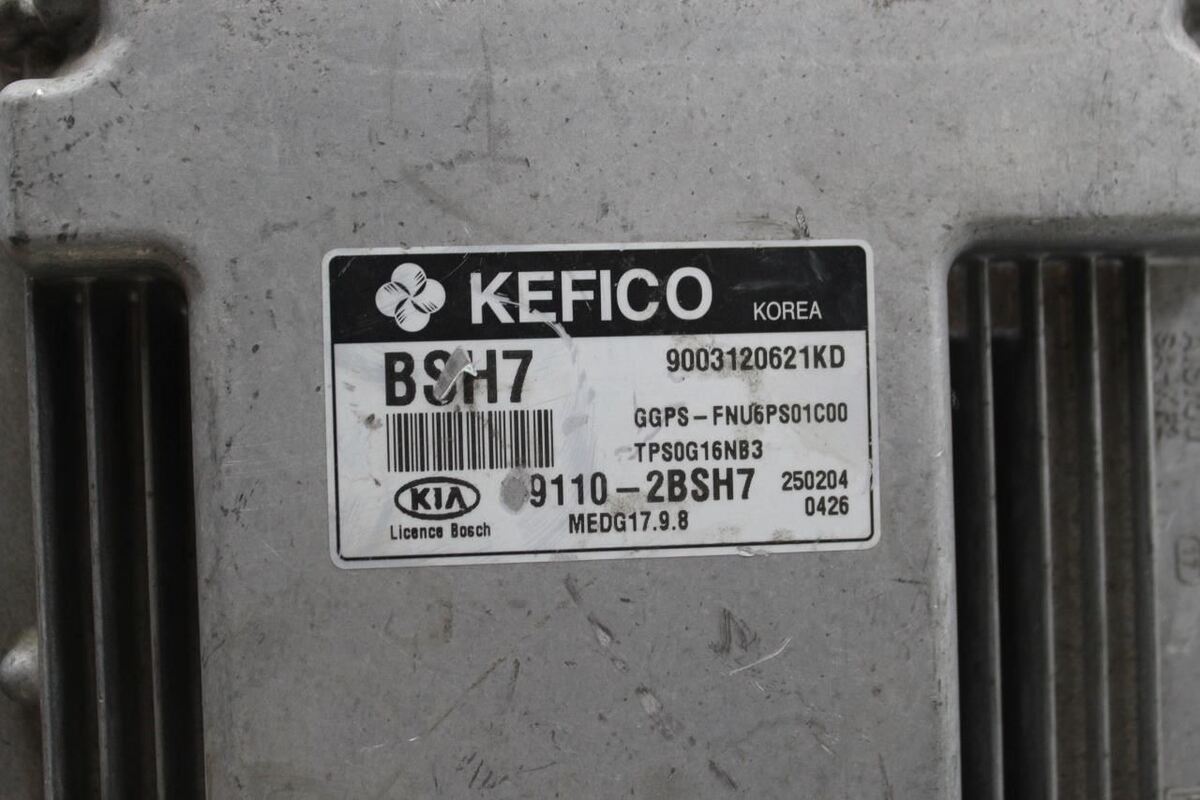 KEFICO KOREA
BSH7 9003120621KD
GGPS-FNU6PS01C00
TPS0G16NB3
KIA 9110-2BSH7 250204
Licence Bosch MEDG17.9.8 0426